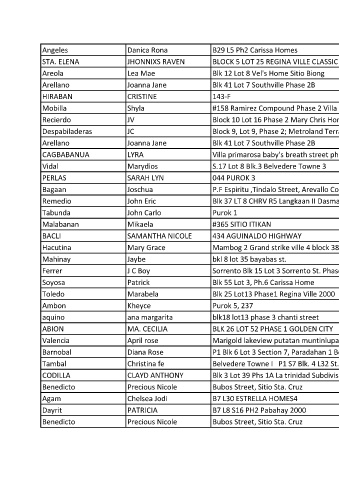 Angeles Danica Rona B29 L5 Ph2 Carissa Homes
STA. ELENA JHONNIXS RAVEN BLOCK 5 LOT 25 REGINA VILLE CLASSIC
Areola Lea Mae Blk 12 Lot 8 Vel's Home Sitio Biong
Arellano Joanna Jane Blk 41 Lot 7 Southville Phase 2B
HIRABAN CRISTINE 143-F
Mobilla Shyla #158 Ramirez Compound Phase 2 Villa
Recierdo JV Block 10 Lot 16 Phase 2 Mary Chris Hom
Despabiladeras JC Block 9, Lot 9, Phase 2; Metroland Terra
Arellano Joanna Jane Blk 41 Lot 7 Southville Phase 2B
CAGBABANUA LYRA Villa primarosa baby's breath street ph
Vidal Marydios S.17 Lot 8 Blk.3 Belvedere Towne 3
PERLAS SARAH LYN 044 PUROK 3
Bagaan Joschua P.F Espiritu ,Tindalo Street, Arevallo Co
Remedio John Eric Blk 37 LT 8 CHRV R5 Langkaan II Dasma
Tabunda John Carlo Purok 1
Malabanan Mikaela #365 SITIO ITIKAN
BACLI SAMANTHA NICOLE 434 AGUINALDO HIGHWAY
Hacutina Mary Grace Mambog 2 Grand strike ville 4 block 38
Mahinay Jaybe bkl 8 lot 35 bayabas st.
Ferrer J C Boy Sorrento Blk 15 Lot 3 Sorrento St. Phase
Soyosa Patrick Blk 55 Lot 3, Ph.6 Carissa Home
Toledo Marabela Blk 25 Lot13 Phase1 Regina Ville 2000
Ambon Kheyce Purok 5, 237
aquino ana margarita blk18 lot13 phase 3 chanti street
ABION MA. CECILIA BLK 26 LOT 52 PHASE 1 GOLDEN CITY
Valencia April rose Marigold lakeview putatan muntinlupa
Barnobal Diana Rose P1 Blk 6 Lot 3 Section 7, Paradahan 1 B
Tambal Christina fe Belvedere Towne I P1 S7 Blk. 4 L32 St.
CODILLA CLAYD ANTHONY Blk 3 Lot 39 Phs 1A La trinidad Subdivis
Benedicto Precious Nicole Bubos Street, Sitio Sta. Cruz
Agam Chelsea Jodi B7 L30 ESTRELLA HOMES4
Dayrit PATRICIA B7 L8 S16 PH2 Pabahay 2000
Benedicto Precious Nicole Bubos Street, Sitio Sta. Cruz